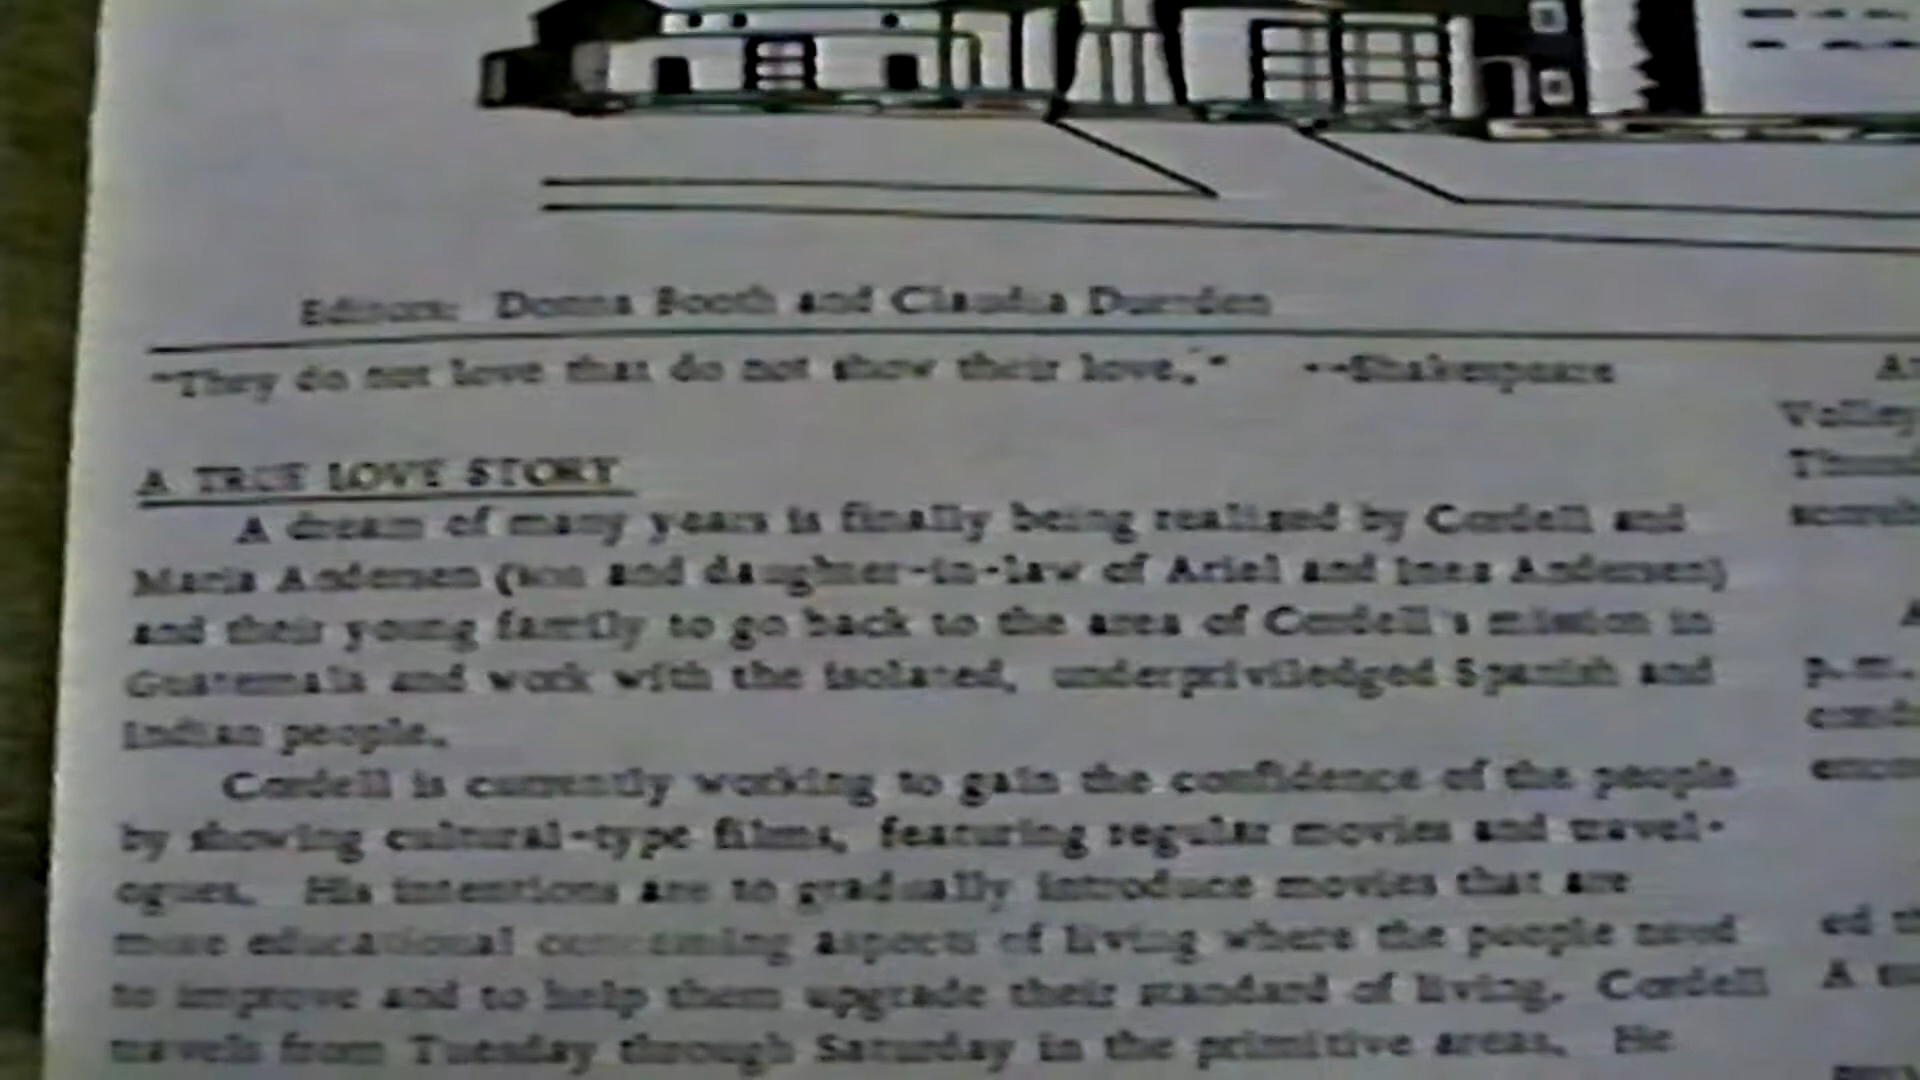 Editors: Donna Booth and Claudia Duerden
"They do not love that do not show their love." --Shakespeare
A TRUE LOVE STORY
A dream of many years is finally being realized by Cordell and
Maria Andersen (son and daughter-in-law of Ariel and Inez Andersen)
and their young family to go back to the area of Cordell's mission in
Guatemala and work with the isolated, underpriviledged Spanish and
Indian people.
Cordell is currently working to gain the confidence of the people
by showing cultural-type films, featuring regular movies and travel-
ogues. His intentions are to gradually introduce movies that are
more educational concerning aspects of living where the people need
to improve and to help them upgrade their standard of living. Cordell
travels from Tuesday through Saturday in the primitive areas. He
Valley
p.m.
ed
A